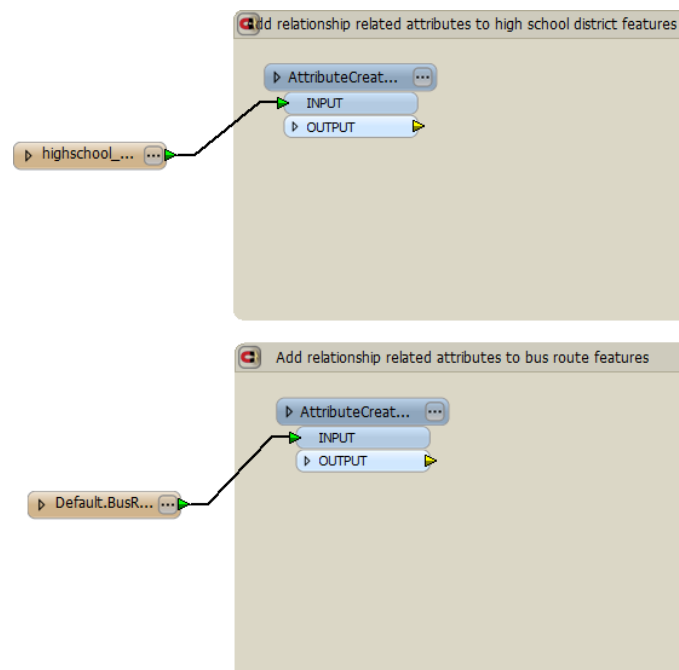 Add relationship related attributes to high school district features
AttributeCreat...
INPUT
OUTPUT
highschool_...
Add relationship related attributes to bus route features
AttributeCreat...
INPUT
OUTPUT
Default.BusR...